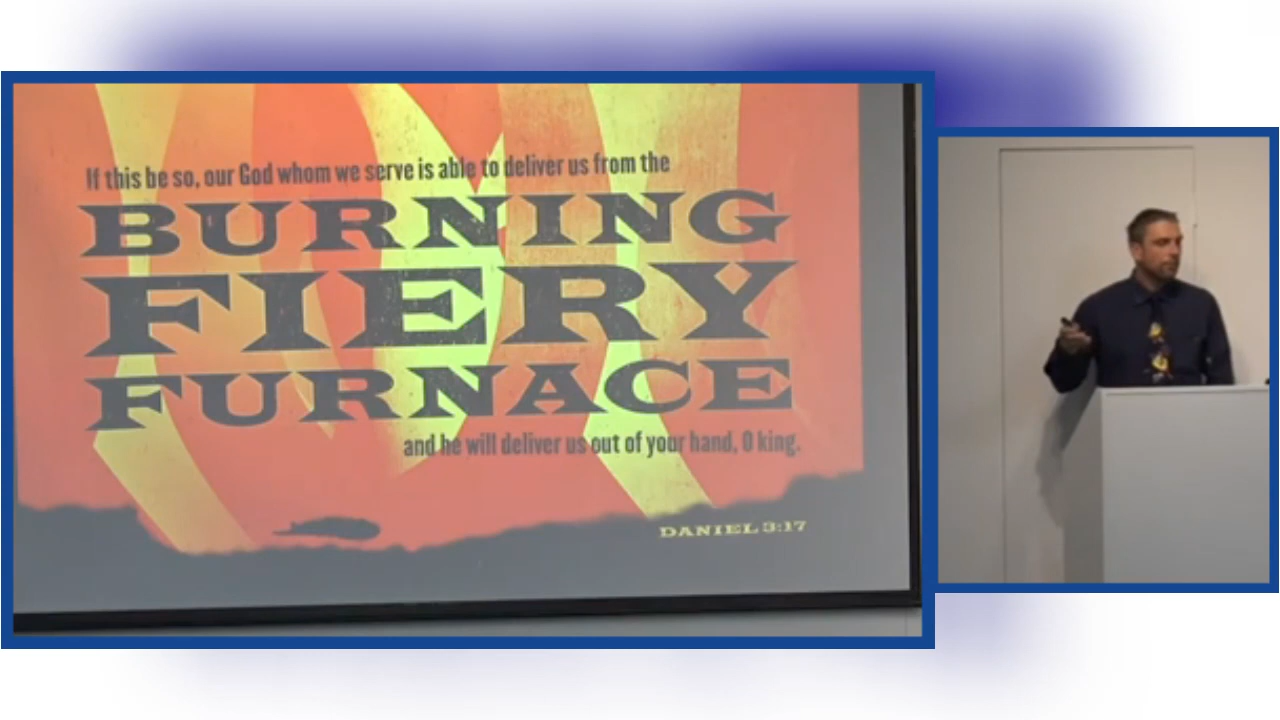 If this be so, our God whom we serve is able to deliver us from the
BURNING
FIERY
FURNACE
and he will deliver us out of your hand, O king.
DANIEL 3:17